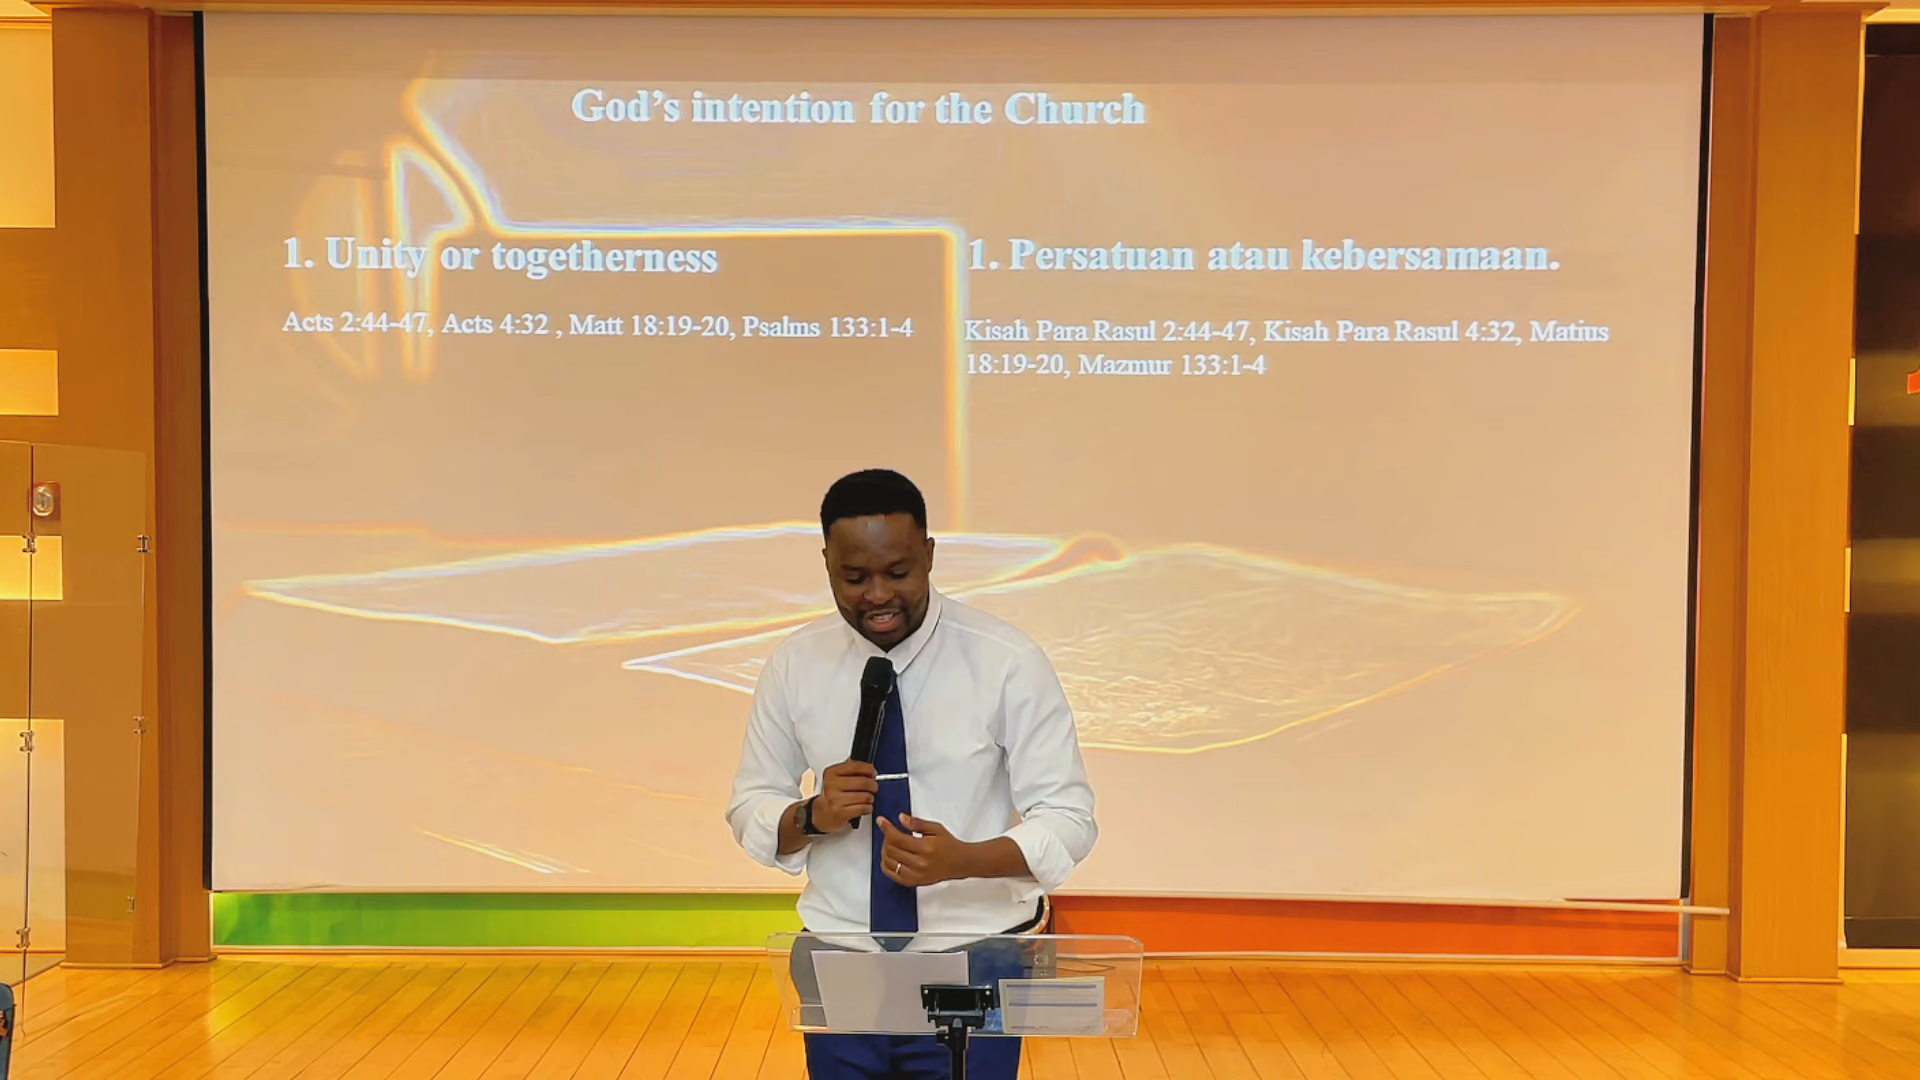 God’s intention for the Church
1. Unity or togetherness
Acts 2:44-47, Acts 4:32 , Matt 18:19-20, Psalms 133:1-4
1. Persatuan atau kebersamaan.
Kisah Para Rasul 2:44-47, Kisah Para Rasul 4:32, Matius
18:19-20, Mazmur 133:1-4